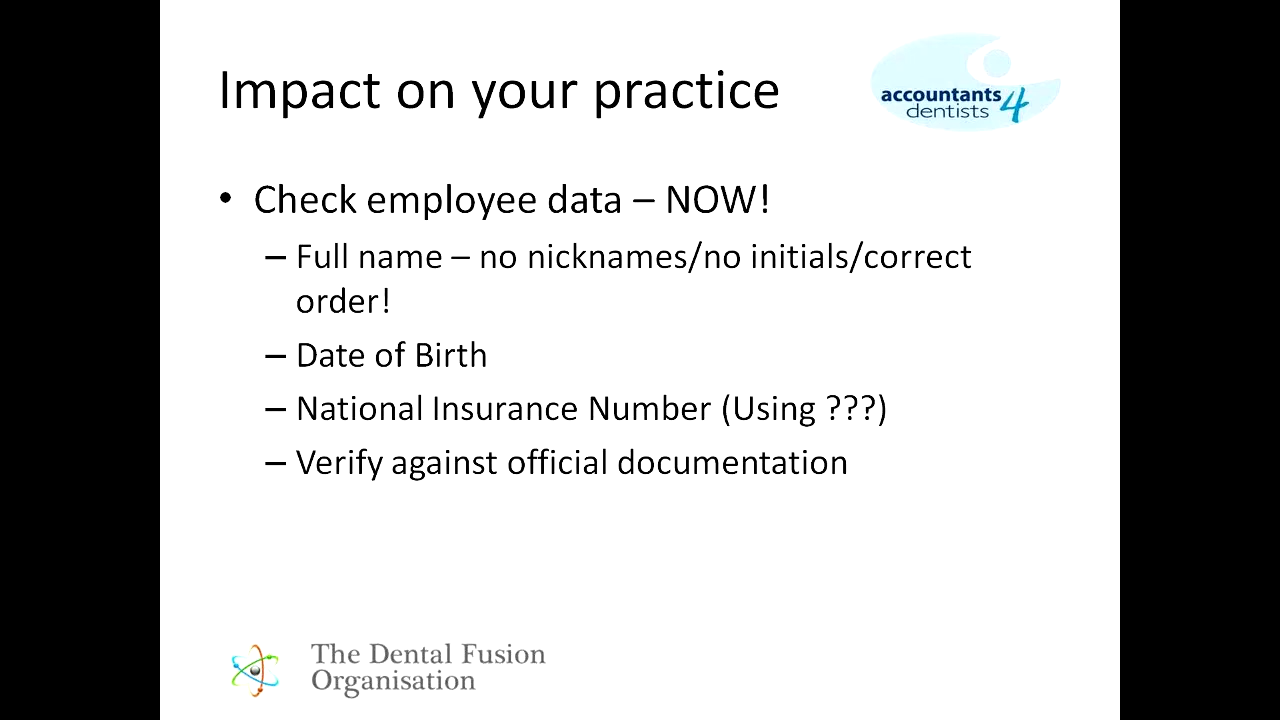 Impact on your practice
accountants 4
dentists
• Check employee data – NOW!
– Full name – no nicknames/no initials/correct
order!
– Date of Birth
– National Insurance Number (Using ???)
– Verify against official documentation
The Dental Fusion
Organisation